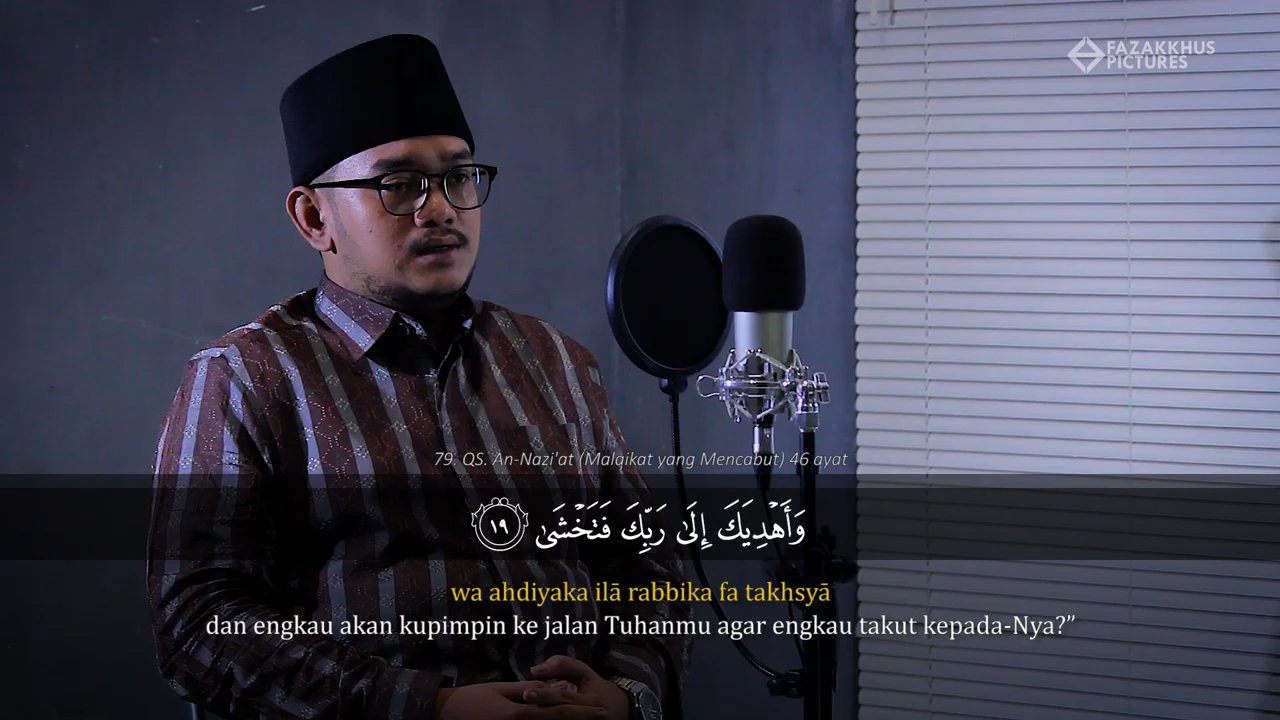 FAZAKKHUS
PICTURES
79. QS. An-Nazi'at (Malaikat yang Mencabut) 46 ayat
وَأَهْدِيَكَ إِلَىٰ رَبِّكَ فَتَخْشَىٰ ١٩
wa ahdiyaka ilā rabbika fa takhsyā
dan engkau akan kupimpin ke jalan Tuhanmu agar engkau takut kepada-Nya?”